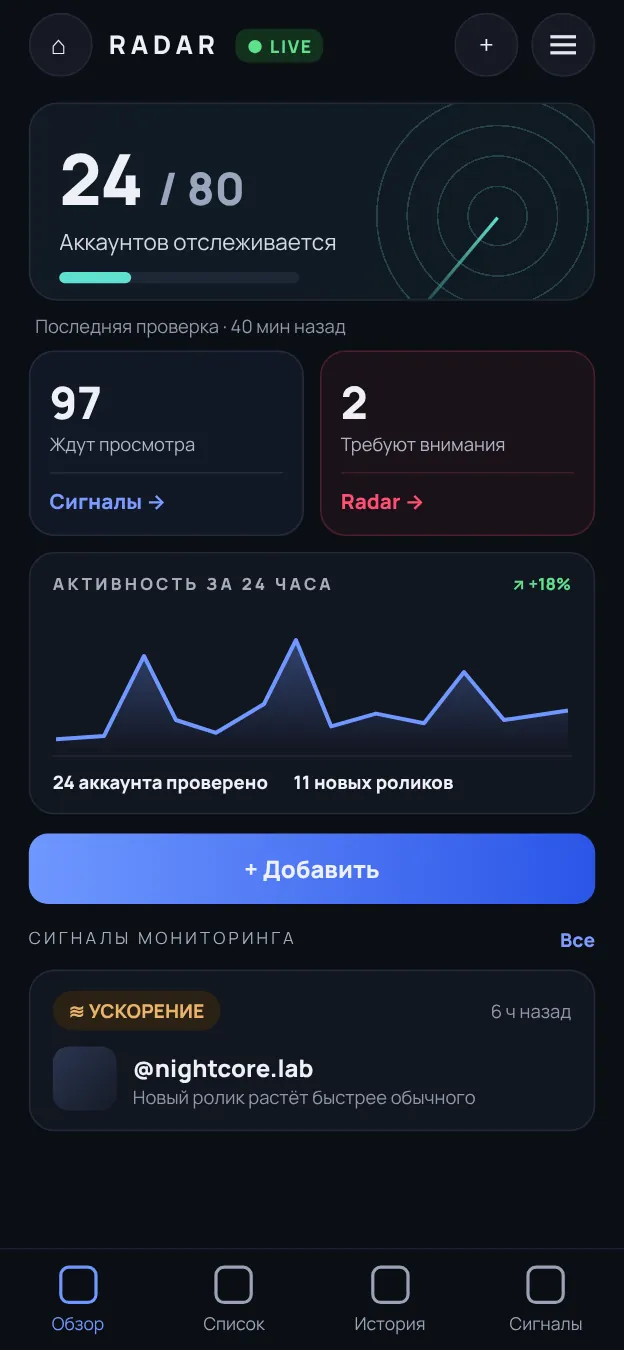 RADAR
LIVE
+
24 / 80
Аккаунтов отслеживается
Последняя проверка · 40 мин назад
97
Ждут просмотра
Сигналы →
2
Требуют внимания
Radar →
АКТИВНОСТЬ ЗА 24 ЧАСА
↗ +18%
24 аккаунта проверено
11 новых роликов
+ Добавить
СИГНАЛЫ МОНИТОРИНГА
Все
≋ УСКОРЕНИЕ
6 ч назад
@nightcore.lab
Новый ролик растёт быстрее обычного
Обзор
Список
История
Сигналы